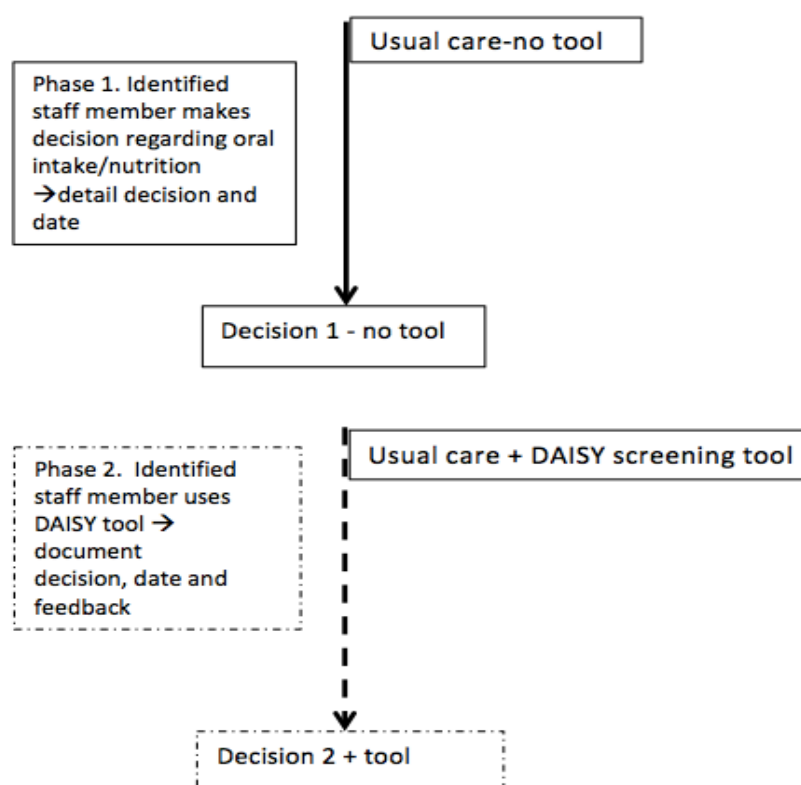 Usual care-no tool
Phase 1. Identified
staff member makes
decision regarding oral
intake/nutrition
→detail decision and
date
Decision 1 - no tool
Usual care + DAISY screening tool
Phase 2.  Identified
staff member uses
DAISY tool →
document
decision, date and
feedback
Decision 2 + tool